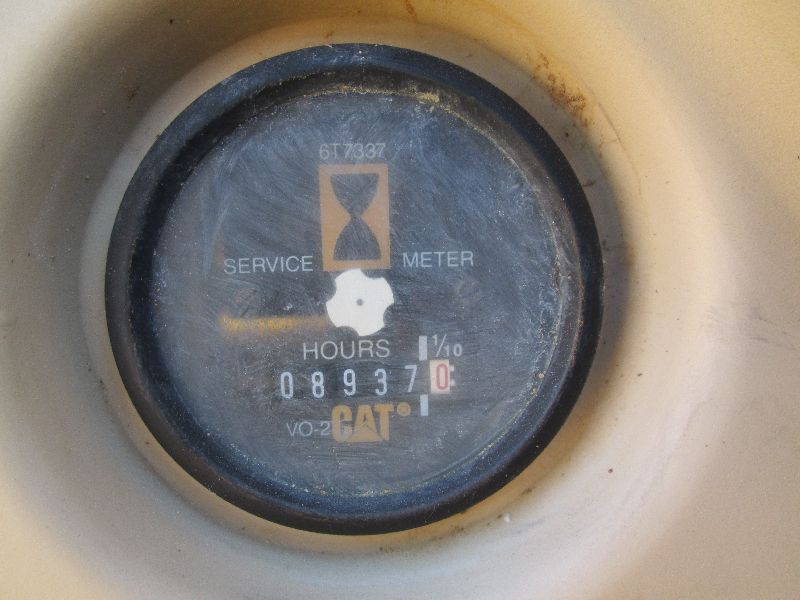 6T7337
SERVICE METER
HOURS 1/10
089370
VO-2 CAT®